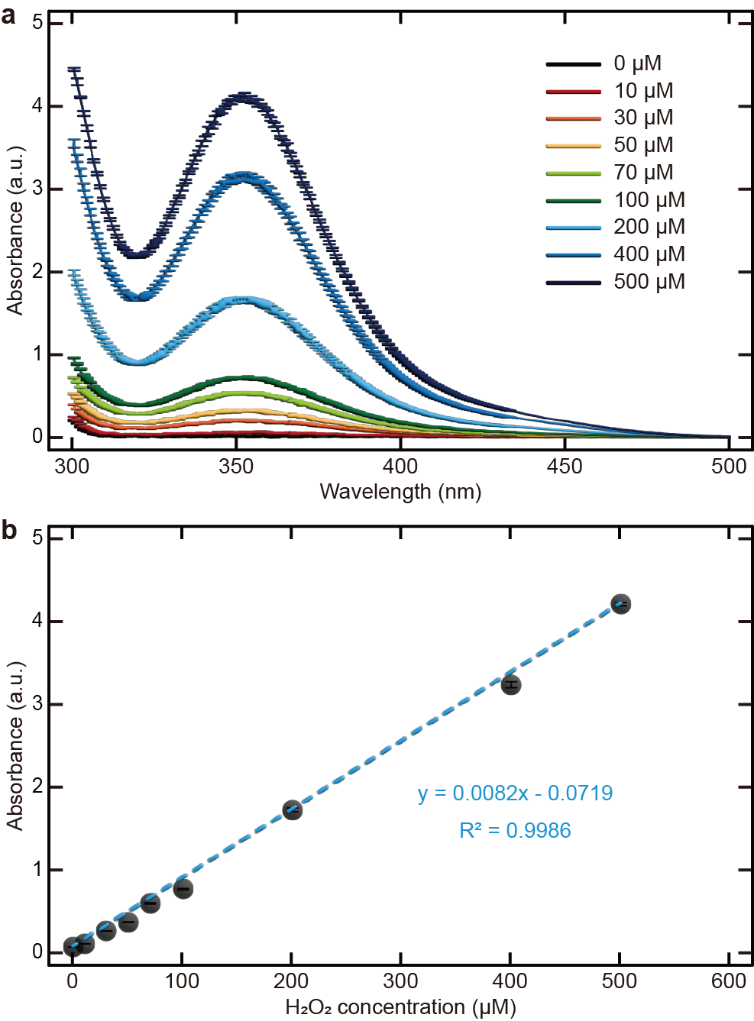 a
5
4
3
2
1
0
Absorbance (a.u.)
0 µM
10 µM
30 µM
50 µM
70 µM
100 µM
200 µM
400 µM
500 µM
300 350 400 450 500
Wavelength (nm)
b
5
4
3
2
1
0
Absorbance (a.u.)
y = 0.0082x - 0.0719
R² = 0.9986
0 100 200 300 400 500 600
H₂O₂ concentration (µM)